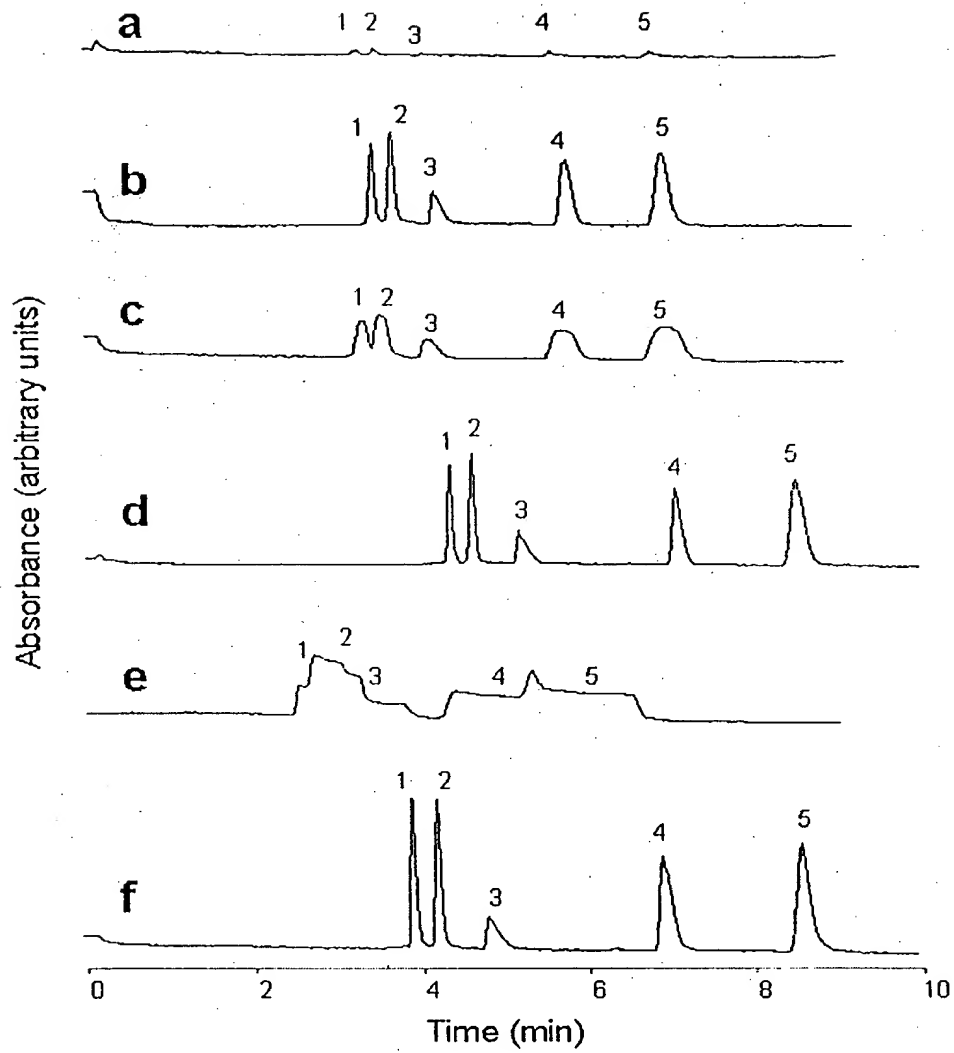 a 1 2 3 4 5
b 1 2 3 4 5
c 1 2 3 4 5
d 1 2 3 4 5
e 1 2 3 4 5
f 1 2 3 4 5
Absorbance (arbitrary units)
0 2 4 6 8 10
Time (min)